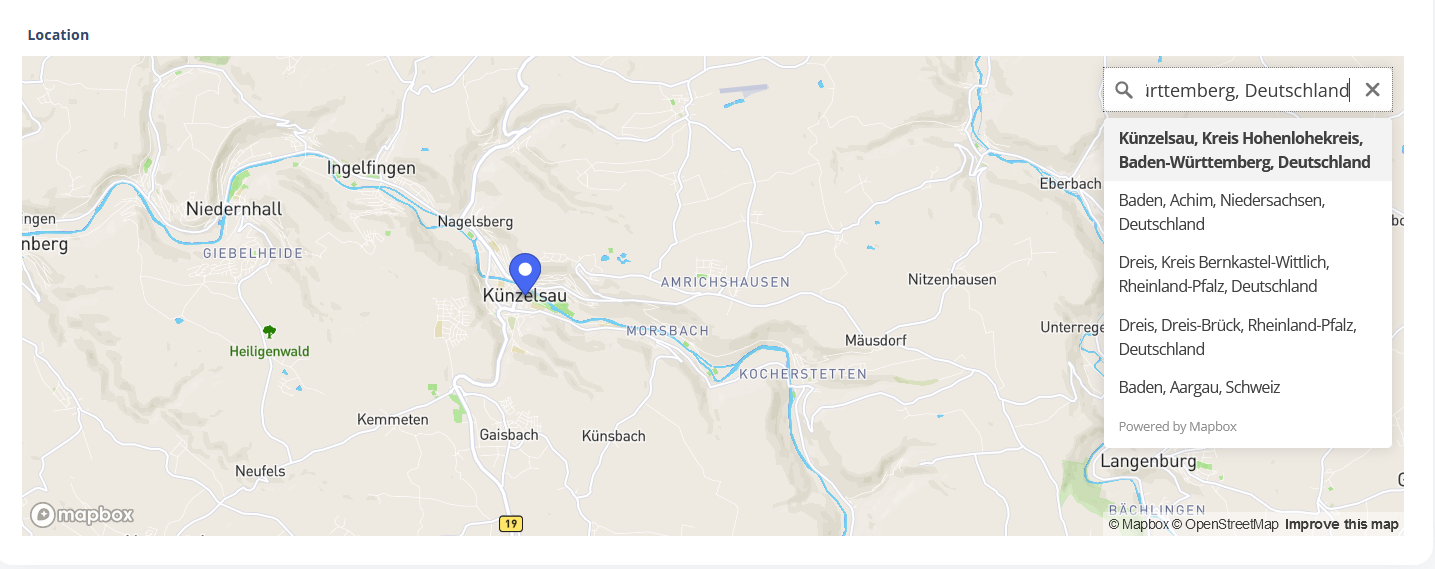 Location
ürttemberg, Deutschland
Künzelsau, Kreis Hohenlohekreis,
Baden-Württemberg, Deutschland
Baden, Achim, Niedersachsen,
Deutschland
Dreis, Kreis Bernkastel-Wittlich,
Rheinland-Pfalz, Deutschland
Dreis, Dreis-Brück, Rheinland-Pfalz,
Deutschland
Baden, Aargau, Schweiz
Powered by Mapbox
Ingelfingen
Eberbach
Niedernhall
ngen
Nagelsberg
nberg
GIEBELHEIDE
AMRICHSHAUSEN
Nitzenhausen
Künzelsau
MORSBACH
Unterrege
Mäusdorf
Heiligenwald
KOCHERSTETTEN
Kemmeten
Gaisbach
Künsbach
Langenburg
Neufels
BÄCHLINGEN
mapbox
19
© Mapbox © OpenStreetMap Improve this map